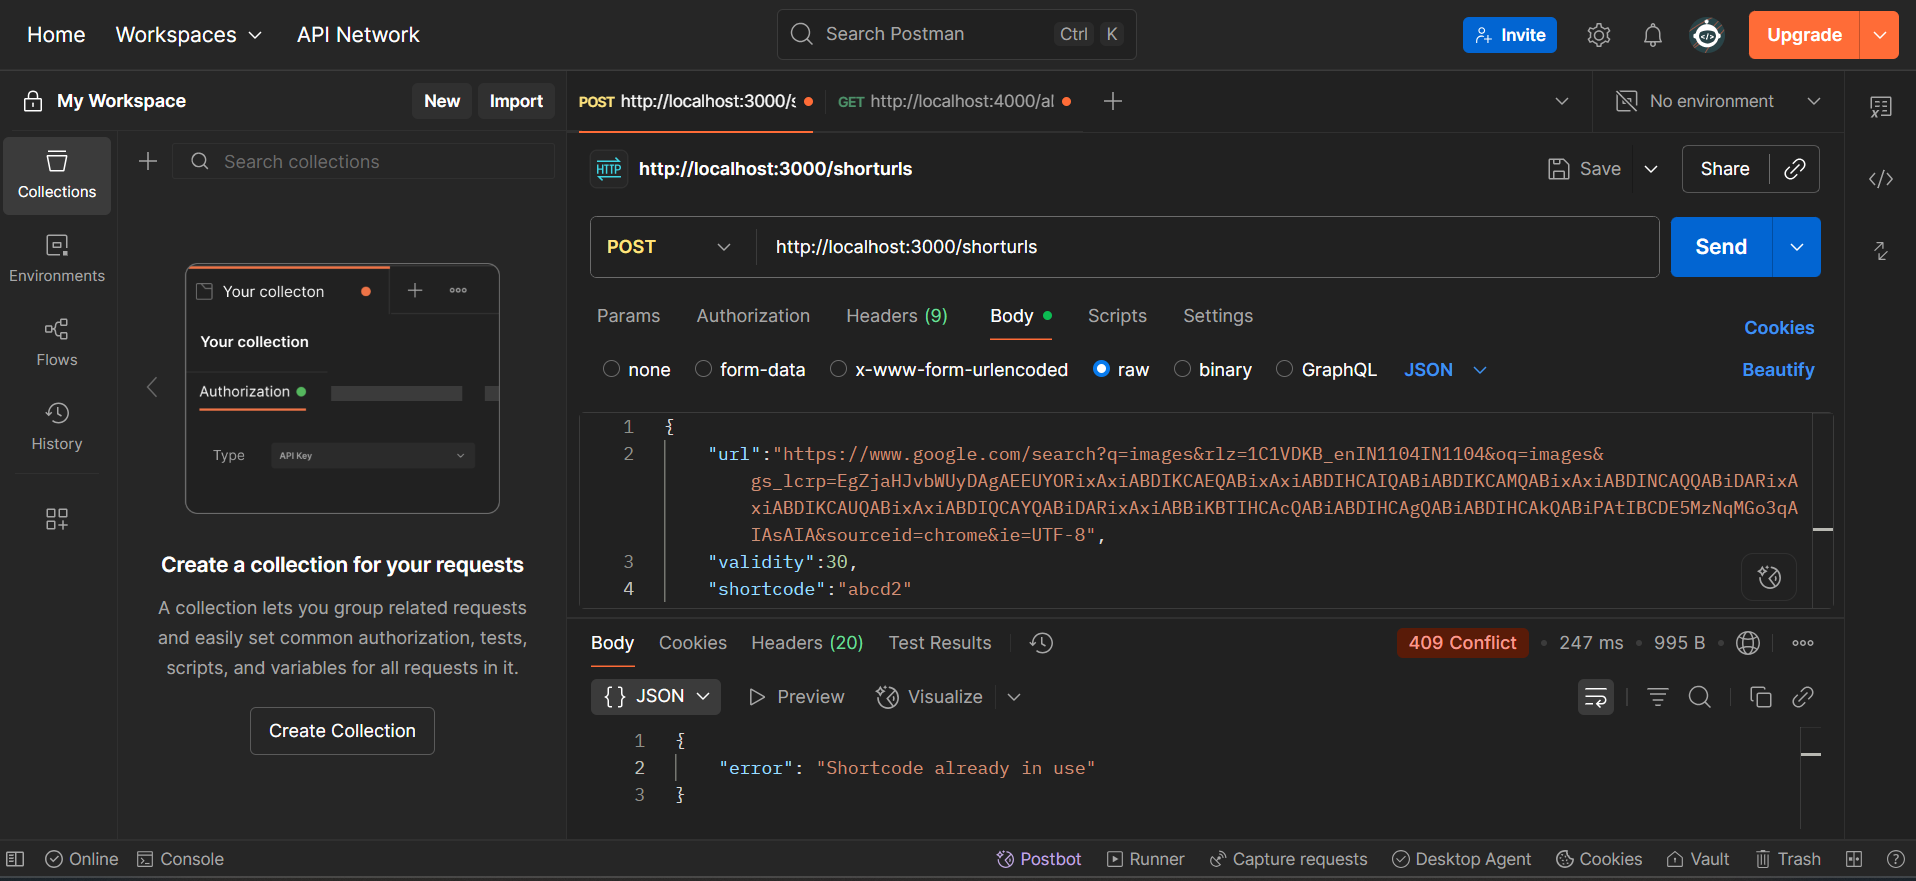 Home
Workspaces
API Network
Search Postman
Ctrl K
Invite
Upgrade
My Workspace
New
Import
POST http://localhost:3000/s
GET http://localhost:4000/al
No environment
Collections
Environments
Flows
History
Search collections
Your collecton
Your collection
Authorization
Type
API Key
Create a collection for your requests
A collection lets you group related requests
and easily set common authorization, tests,
scripts, and variables for all requests in it.
Create Collection
HTTP
http://localhost:3000/shorturls
Save
Share
POST
http://localhost:3000/shorturls
Send
Params
Authorization
Headers (9)
Body
Scripts
Settings
Cookies
none
form-data
x-www-form-urlencoded
raw
binary
GraphQL
JSON
Beautify
1 {
2 "url":"https://www.google.com/search?q=images&rlz=1C1VDKB_enIN1104IN1104&oq=images&
gs_lcrp=EgZjaHJvbWUyDAgAEEUYORixAxiABDIKCAEQABixAxiABDIHCAIQABiABDIKCAMQABixAxiABDINCAQQABiDARixA
xiABDIKCAUQABixAxiABDIQCAYQABiDARixAxiABBiKBTIHCAcQABiABDIHCAgQABiABDIHCAkQABiPAtIBCDE5MzNqMGo3qA
IAsAIA&sourceid=chrome&ie=UTF-8",
3 "validity":30,
4 "shortcode":"abcd2"
Body
Cookies
Headers (20)
Test Results
409 Conflict
247 ms
995 B
{} JSON
Preview
Visualize
1 {
2 "error": "Shortcode already in use"
3 }
Online
Console
Postbot
Runner
Capture requests
Desktop Agent
Cookies
Vault
Trash